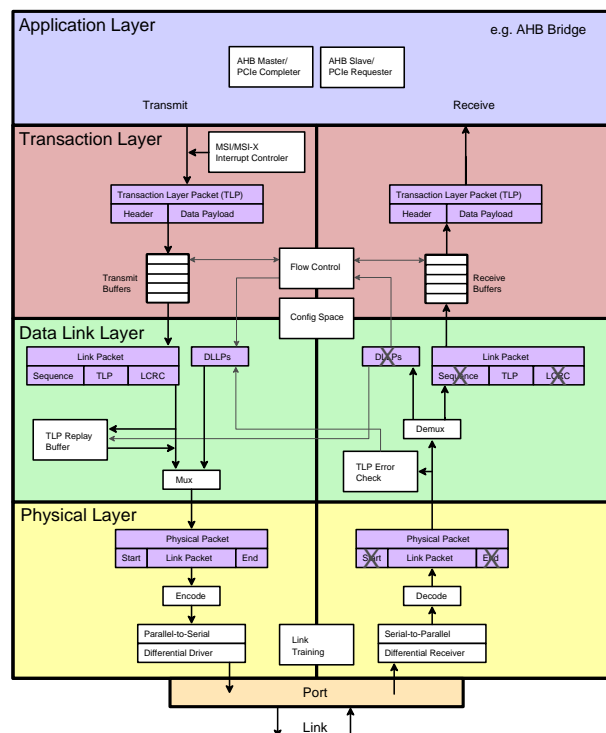 Application Layer
e.g. AHB Bridge
AHB Master/
PCIe Completer
AHB Slave/
PCIe Requester
Transmit
Receive
Transaction Layer
MSI/MSI-X
Interrupt Controler
Transaction Layer Packet (TLP)
Header
Data Payload
Transaction Layer Packet (TLP)
Header
Data Payload
Transmit
Buffers
Flow Control
Receive
Buffers
Config Space
Data Link Layer
Link Packet
Sequence
TLP
LCRC
DLLPs
DLLPs
Link Packet
Sequence
TLP
LCRC
TLP Replay
Buffer
Demux
Mux
TLP Error
Check
Physical Layer
Physical Packet
Start
Link Packet
End
Physical Packet
Start
Link Packet
End
Encode
Decode
Parallel-to-Serial
Differential Driver
Link
Training
Serial-to-Parallel
Differential Receiver
Port
Link